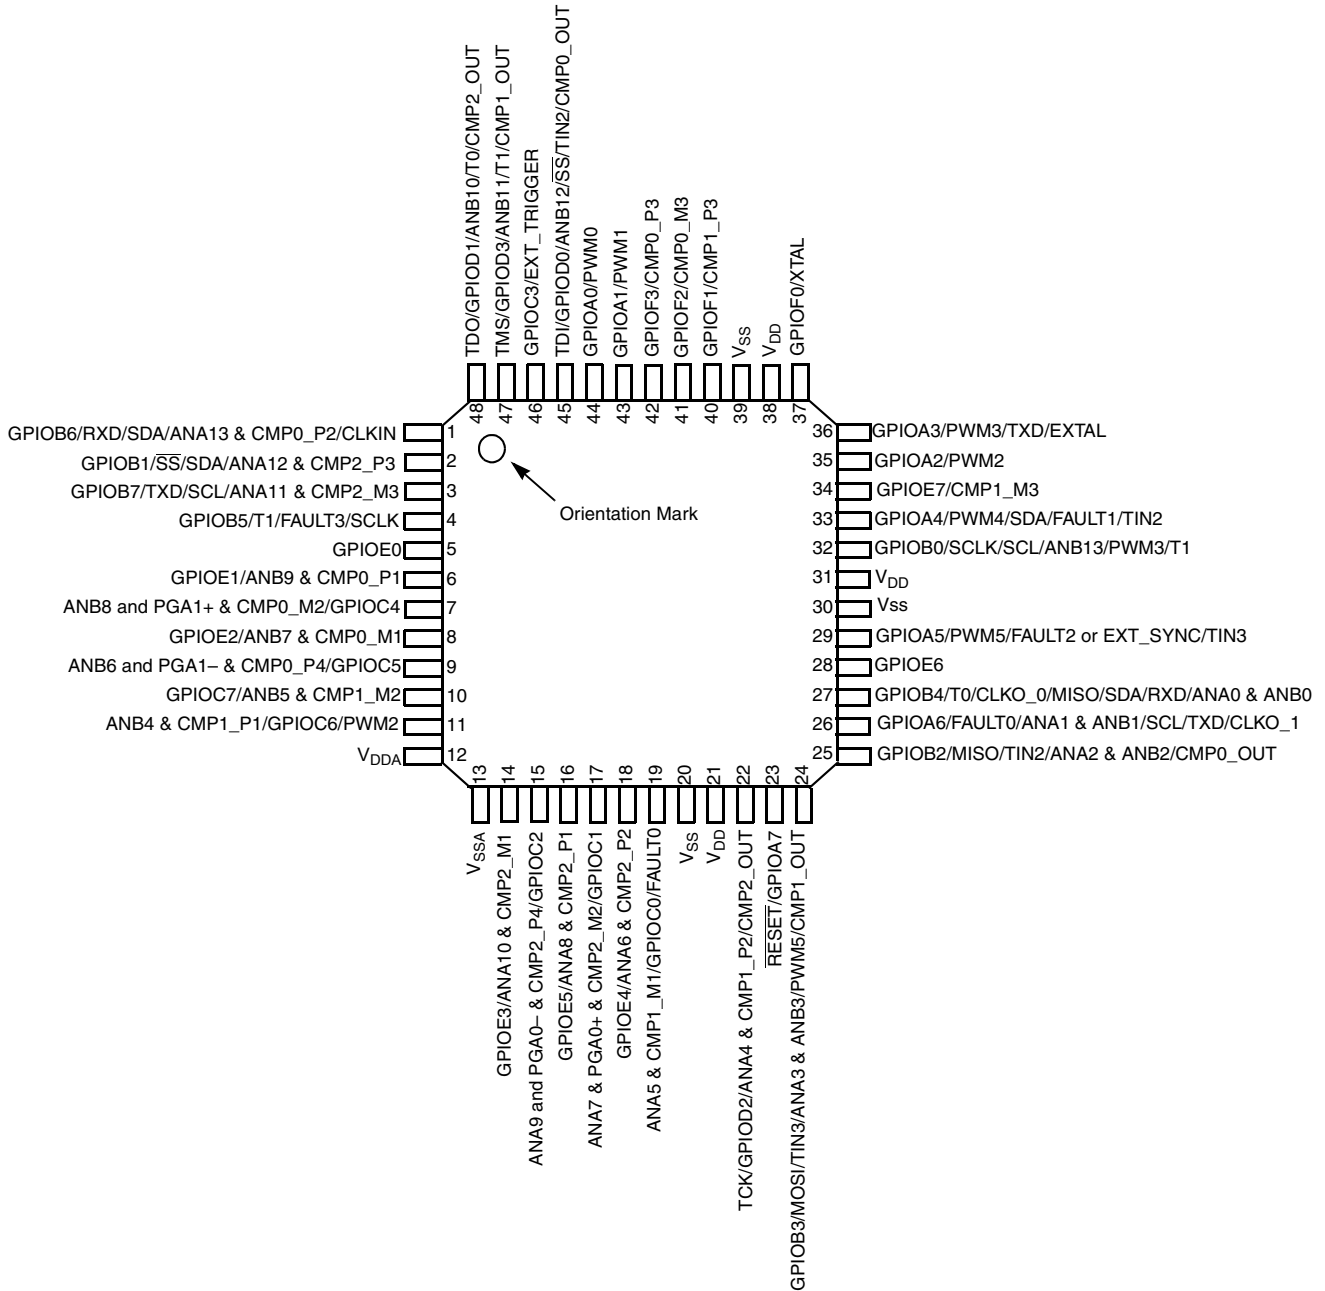 TDO/GPIOD1/ANB10/T0/CMP2_OUT
TMS/GPIOD3/ANB11/T1/CMP1_OUT
GPIOC3/EXT_TRIGGER
TDI/GPIOD0/ANB12/S̅S̅/TIN2/CMP0_OUT
GPIOA0/PWM0
GPIOA1/PWM1
GPIOF3/CMP0_P3
GPIOF2/CMP0_M3
GPIOF1/CMP1_P3
VSS
VDD
GPIOF0/XTAL
48 47 46 45 44 43 42 41 40 39 38 37
GPIOB6/RXD/SDA/ANA13 & CMP0_P2/CLKIN 1
GPIOB1/S̅S̅/SDA/ANA12 & CMP2_P3 2
GPIOB7/TXD/SCL/ANA11 & CMP2_M3 3
GPIOB5/T1/FAULT3/SCLK 4
GPIOE0 5
GPIOE1/ANB9 & CMP0_P1 6
ANB8 and PGA1+ & CMP0_M2/GPIOC4 7
GPIOE2/ANB7 & CMP0_M1 8
ANB6 and PGA1– & CMP0_P4/GPIOC5 9
GPIOC7/ANB5 & CMP1_M2 10
ANB4 & CMP1_P1/GPIOC6/PWM2 11
VDDA 12
Orientation Mark
36 GPIOA3/PWM3/TXD/EXTAL
35 GPIOA2/PWM2
34 GPIOE7/CMP1_M3
33 GPIOA4/PWM4/SDA/FAULT1/TIN2
32 GPIOB0/SCLK/SCL/ANB13/PWM3/T1
31 VDD
30 Vss
29 GPIOA5/PWM5/FAULT2 or EXT_SYNC/TIN3
28 GPIOE6
27 GPIOB4/T0/CLKO_0/MISO/SDA/RXD/ANA0 & ANB0
26 GPIOA6/FAULT0/ANA1 & ANB1/SCL/TXD/CLKO_1
25 GPIOB2/MISO/TIN2/ANA2 & ANB2/CMP0_OUT
13 14 15 16 17 18 19 20 21 22 23 24
VSSA
GPIOE3/ANA10 & CMP2_M1
ANA9 and PGA0– & CMP2_P4/GPIOC2
GPIOE5/ANA8 & CMP2_P1
ANA7 & PGA0+ & CMP2_M2/GPIOC1
GPIOE4/ANA6 & CMP2_P2
ANA5 & CMP1_M1/GPIOC0/FAULT0
VSS
VDD
TCK/GPIOD2/ANA4 & CMP1_P2/CMP2_OUT
R̅E̅S̅E̅T̅/GPIOA7
GPIOB3/MOSI/TIN3/ANA3 & ANB3/PWM5/CMP1_OUT